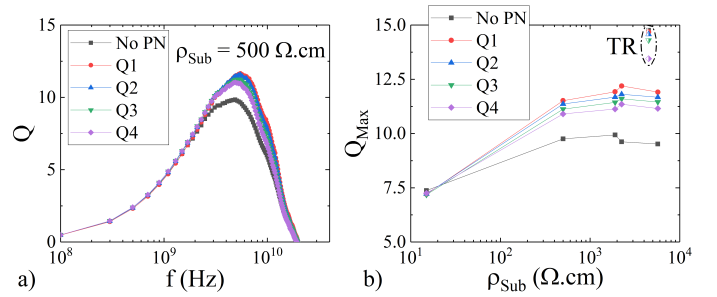 15
10
5
0
Q
No PN
Q1
Q2
Q3
Q4
ρSub = 500 Ω.cm
10^8
10^9
10^10
f (Hz)
a)
15.0
12.5
10.0
7.5
5.0
QMax
No PN
Q1
Q2
Q3
Q4
TR
10^1
10^2
10^3
10^4
ρSub (Ω.cm)
b)